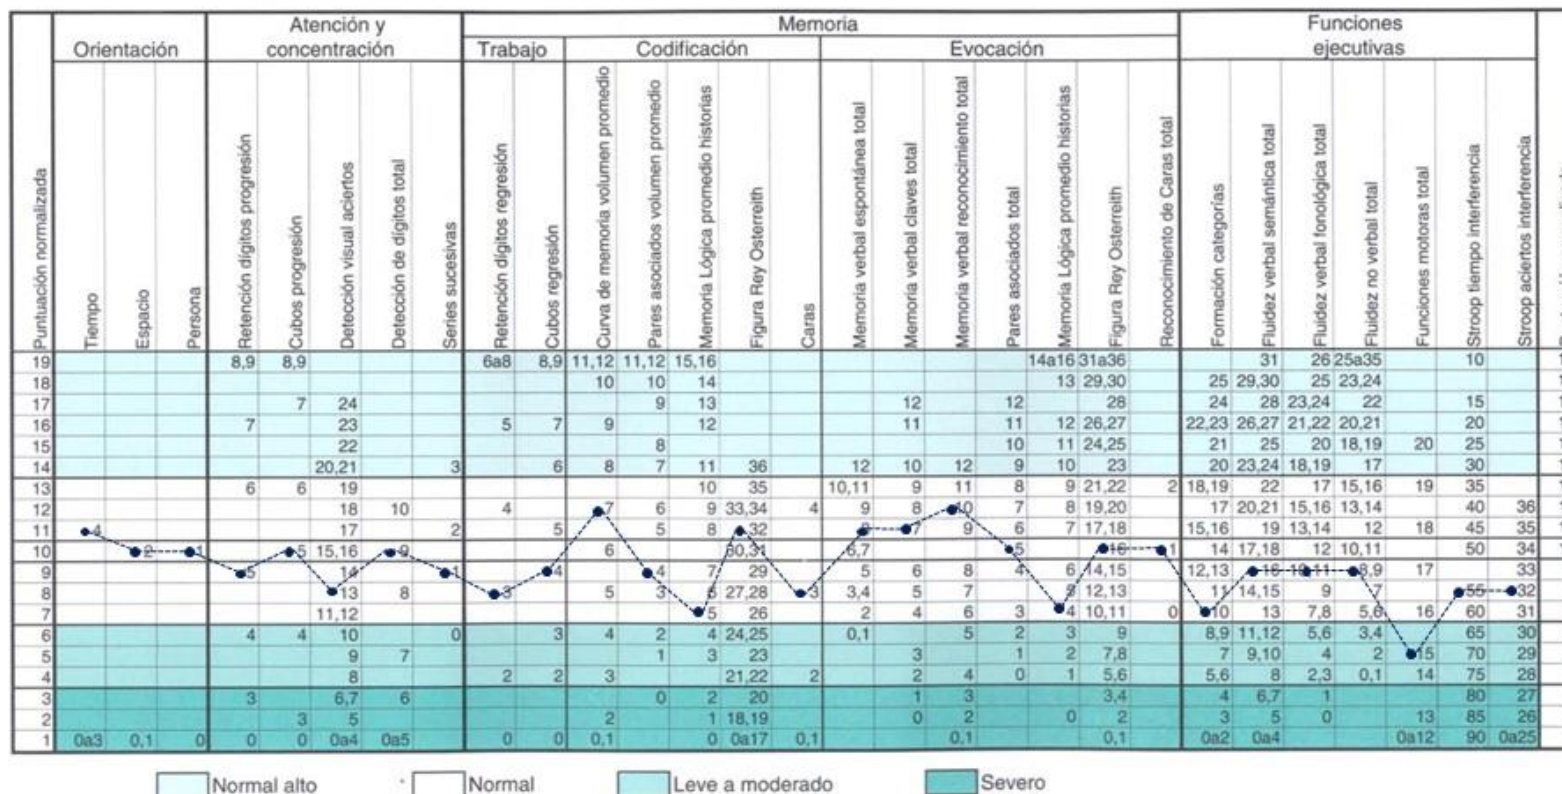 Atención y Memoria Funciones
Orientación concentración Trabajo Codificación Evocación ejecutivas
Puntuación normalizada
Tiempo
Espacio
Persona
Retención dígitos progresión
Cubos progresión
Detección visual aciertos
Detección de dígitos total
Series sucesivas
Retención dígitos regresión
Cubos regresión
Curva de memoria volumen promedio
Pares asociados volumen promedio
Memoria Lógica promedio historias
Figura Rey Osterreith
Caras
Memoria verbal espontánea total
Memoria verbal claves total
Memoria verbal reconocimiento total
Pares asociados total
Memoria Lógica promedio historias
Figura Rey Osterreith
Reconocimiento de Caras total
Formación categorías
Fluidez verbal semántica total
Fluidez verbal fonológica total
Fluidez no verbal total
Funciones motoras total
Stroop tiempo interferencia
Stroop aciertos interferencia
19 8,9 8,9 6a8 8,9 11,12 11,12 15,16 14a16 31a36 31 26 25a35 10
18 10 10 14 13 29,30 25 29,30 25 23,24
17 7 24 9 13 12 12 28 24 28 23,24 22 15
16 7 23 5 7 9 12 11 11 12 26,27 22,23 26,27 21,22 20,21 20
15 22 8 10 11 24,25 21 25 20 18,19 20 25
14 20,21 3 6 8 7 11 36 12 10 12 9 10 23 20 23,24 18,19 17 30
13 6 6 19 10 35 10,11 9 11 8 9 21,22 2 18,19 22 17 15,16 19 35
12 18 10 4 7 6 9 33,34 4 9 8 10 7 8 19,20 17 20,21 15,16 13,14 40 36
11 4 17 2 5 5 8 32 8 7 9 6 7 17,18 15,16 19 13,14 12 18 45 35
10 2 1 5 15,16 9 6 30,31 6,7 5 16 1 14 17,18 12 10,11 50 34
9 5 14 1 4 4 7 29 5 6 8 4 6 14,15 12,13 16 10,11 8,9 17 33
8 13 8 3 5 3 6 27,28 3 3,4 5 7 5 12,13 11 14,15 9 7 55 32
7 11,12 5 26 2 4 6 3 4 10,11 0 10 13 7,8 5,6 16 60 31
6 4 4 10 0 3 4 2 4 24,25 0,1 5 2 3 9 8,9 11,12 5,6 3,4 65 30
5 9 7 1 3 23 3 1 2 7,8 7 9,10 4 2 15 70 29
4 8 2 2 3 21,22 2 2 4 0 1 5,6 5,6 8 2,3 0,1 14 75 28
3 3 6,7 6 0 2 20 1 3 3,4 4 6,7 1 80 27
2 3 5 2 1 18,19 0 2 0 2 3 5 0 13 85 26
1 0a3 0,1 0 0 0 0a4 0a5 0 0 0,1 0 0a17 0,1 0,1 0,1 0a2 0a4 0a12 90 0a25
Normal alto Normal Leve a moderado Severo